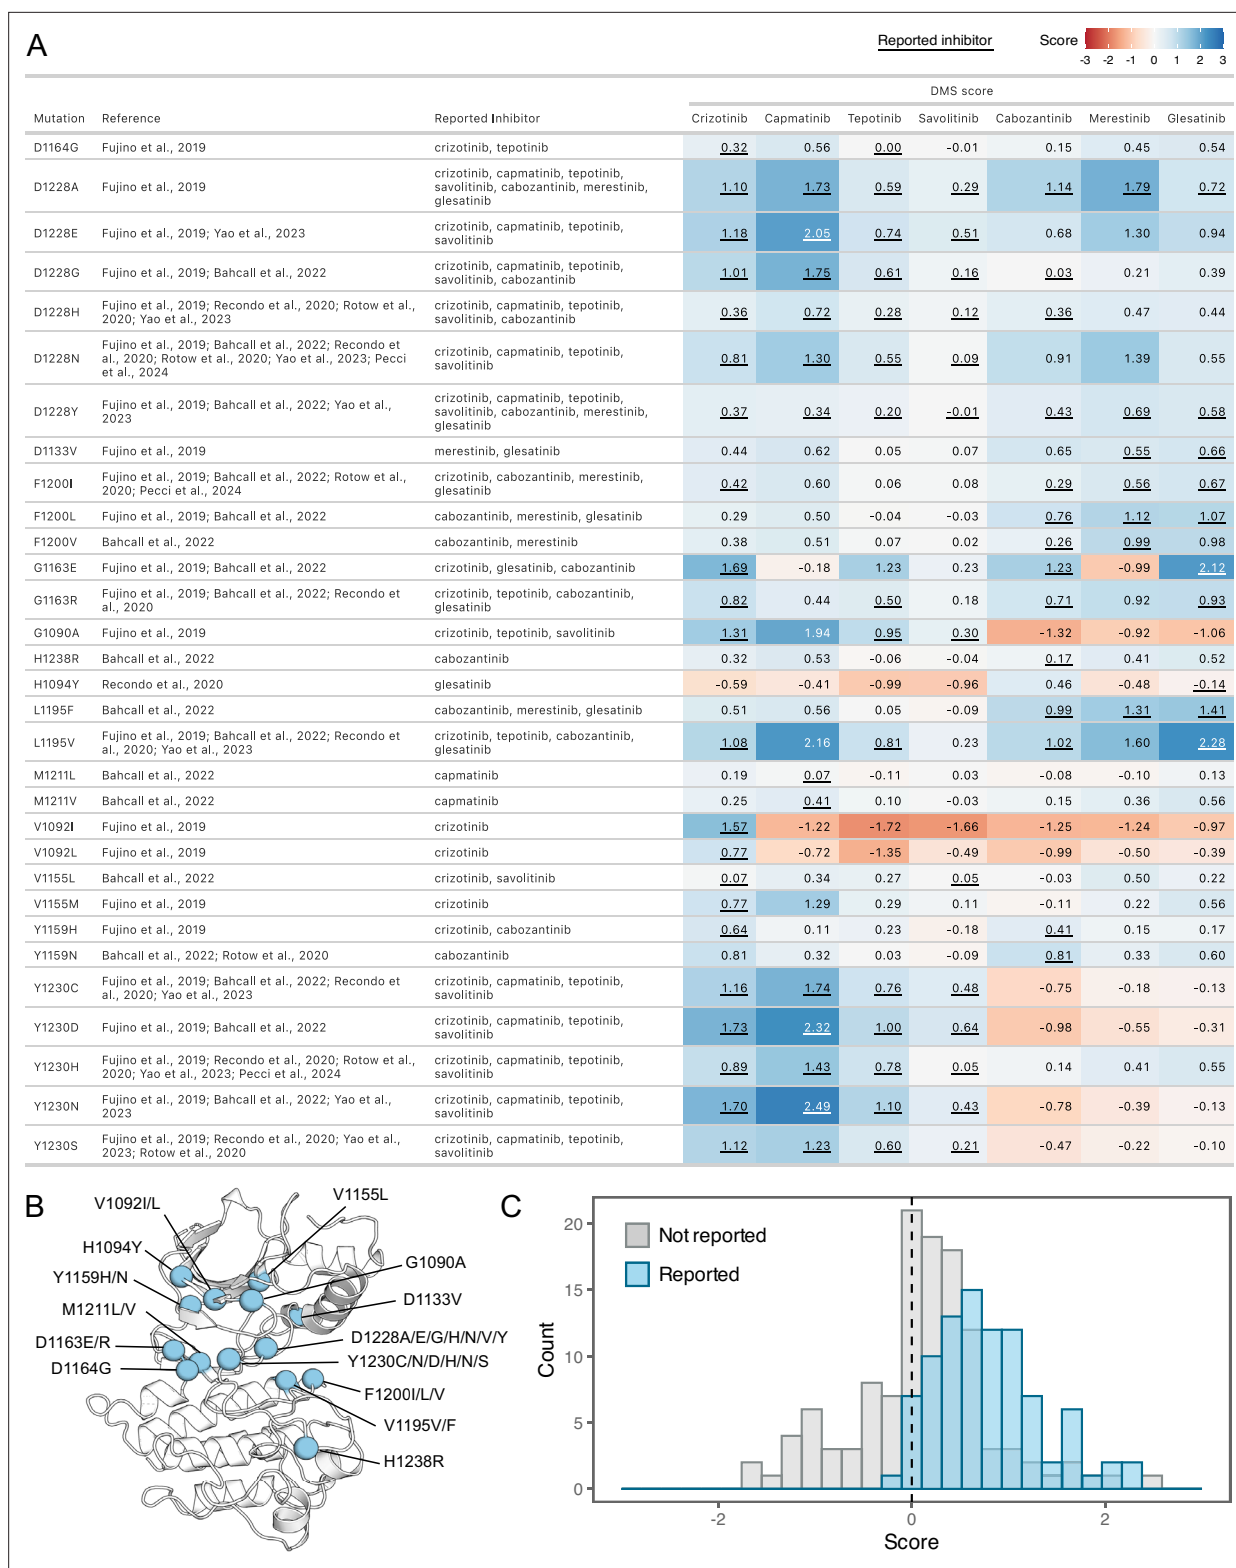 A
Reported inhibitor
Score
-3 -2 -1 0 1 2 3
DMS score
Mutation Reference Reported Inhibitor Crizotinib Capmatinib Tepotinib Savolitinib Cabozantinib Merestinib Glesatinib
D1164G Fujino et al., 2019 crizotinib, tepotinib 0.32 0.56 0.00 -0.01 0.15 0.45 0.54
crizotinib, capmatinib, tepotinib,
D1228A Fujino et al., 2019 savolitinib, cabozantinib, merestinib, 1.10 1.73 0.59 0.29 1.14 1.79 0.72
glesatinib
D1228E Fujino et al., 2019; Yao et al., 2023 crizotinib, capmatinib, tepotinib, 1.18 2.05 0.74 0.51 0.68 1.30 0.94
savolitinib
D1228G Fujino et al., 2019; Bahcall et al., 2022 crizotinib, capmatinib, tepotinib, 1.01 1.75 0.61 0.16 0.03 0.21 0.39
savolitinib, cabozantinib
D1228H Fujino et al., 2019; Recondo et al., 2020; Rotow et al., crizotinib, capmatinib, tepotinib, 0.36 0.72 0.28 0.12 0.36 0.47 0.44
2020; Yao et al., 2023 savolitinib, cabozantinib
Fujino et al., 2019; Bahcall et al., 2022; Recondo et
D1228N al., 2020; Rotow et al., 2020; Yao et al., 2023; Pecci crizotinib, capmatinib, tepotinib, 0.81 1.30 0.55 0.09 0.91 1.39 0.55
et al., 2024 savolitinib
crizotinib, capmatinib, tepotinib,
D1228Y Fujino et al., 2019; Bahcall et al., 2022; Yao et al., savolitinib, cabozantinib, merestinib, 0.37 0.34 0.20 -0.01 0.43 0.69 0.58
2023 glesatinib
D1133V Fujino et al., 2019 merestinib, glesatinib 0.44 0.62 0.05 0.07 0.65 0.55 0.66
F1200I Fujino et al., 2019; Bahcall et al., 2022; Rotow et al., crizotinib, cabozantinib, merestinib, 0.42 0.60 0.06 0.08 0.29 0.56 0.67
2020; Pecci et al., 2024 glesatinib
F1200L Fujino et al., 2019; Bahcall et al., 2022 cabozantinib, merestinib, glesatinib 0.29 0.50 -0.04 -0.03 0.76 1.12 1.07
F1200V Bahcall et al., 2022 cabozantinib, merestinib 0.38 0.51 0.07 0.02 0.26 0.99 0.98
G1163E Fujino et al., 2019; Bahcall et al., 2022 crizotinib, glesatinib, cabozantinib 1.69 -0.18 1.23 0.23 1.23 -0.99 2.12
G1163R Fujino et al., 2019; Bahcall et al., 2022; Recondo et crizotinib, tepotinib, cabozantinib, 0.82 0.44 0.50 0.18 0.71 0.92 0.93
al., 2020 glesatinib
G1090A Fujino et al., 2019 crizotinib, tepotinib, savolitinib 1.31 1.94 0.95 0.30 -1.32 -0.92 -1.06
H1238R Bahcall et al., 2022 cabozantinib 0.32 0.53 -0.06 -0.04 0.17 0.41 0.52
H1094Y Recondo et al., 2020 glesatinib -0.59 -0.41 -0.99 -0.96 0.46 -0.48 -0.14
L1195F Bahcall et al., 2022 cabozantinib, merestinib, glesatinib 0.51 0.56 0.05 -0.09 0.99 1.31 1.41
L1195V Fujino et al., 2019; Bahcall et al., 2022; Recondo et crizotinib, tepotinib, cabozantinib, 1.08 2.16 0.81 0.23 1.02 1.60 2.28
al., 2020; Yao et al., 2023 glesatinib
M1211L Bahcall et al., 2022 capmatinib 0.19 0.07 -0.11 0.03 -0.08 -0.10 0.13
M1211V Bahcall et al., 2022 capmatinib 0.25 0.41 0.10 -0.03 0.15 0.36 0.56
V1092I Fujino et al., 2019 crizotinib 1.57 -1.22 -1.72 -1.66 -1.25 -1.24 -0.97
V1092L Fujino et al., 2019 crizotinib 0.77 -0.72 -1.35 -0.49 -0.99 -0.50 -0.39
V1155L Bahcall et al., 2022 crizotinib, savolitinib 0.07 0.34 0.27 0.05 -0.03 0.50 0.22
V1155M Fujino et al., 2019 crizotinib 0.77 1.29 0.29 0.11 -0.11 0.22 0.56
Y1159H Fujino et al., 2019 crizotinib, cabozantinib 0.64 0.11 0.23 -0.18 0.41 0.15 0.17
Y1159N Bahcall et al., 2022; Rotow et al., 2020 cabozantinib 0.81 0.32 0.03 -0.09 0.81 0.33 0.60
Y1230C Fujino et al., 2019; Bahcall et al., 2022; Recondo et crizotinib, capmatinib, tepotinib, 1.16 1.74 0.76 0.48 -0.75 -0.18 -0.13
al., 2020; Yao et al., 2023 savolitinib
Y1230D Fujino et al., 2019; Bahcall et al., 2022 crizotinib, capmatinib, tepotinib, 1.73 2.32 1.00 0.64 -0.98 -0.55 -0.31
savolitinib
Y1230H Fujino et al., 2019; Recondo et al., 2020; Rotow et al., crizotinib, capmatinib, tepotinib, 0.89 1.43 0.78 0.05 0.14 0.41 0.55
2020; Yao et al., 2023; Pecci et al., 2024 savolitinib
Y1230N Fujino et al., 2019; Bahcall et al., 2022; Yao et al., crizotinib, capmatinib, tepotinib, 1.70 2.49 1.10 0.43 -0.78 -0.39 -0.13
2023 savolitinib
Y1230S Fujino et al., 2019; Recondo et al., 2020; Yao et al., crizotinib, capmatinib, tepotinib, 1.12 1.23 0.60 0.21 -0.47 -0.22 -0.10
2023; Rotow et al., 2020 savolitinib
B
V1092I/L
V1155L
H1094Y
G1090A
Y1159H/N
D1133V
M1211L/V
D1228A/E/G/H/N/V/Y
D1163E/R
Y1230C/N/D/H/N/S
D1164G
F1200I/L/V
V1195V/F
H1238R
C
Not reported
Reported
Count
20
15
10
5
0
-2 0 2
Score